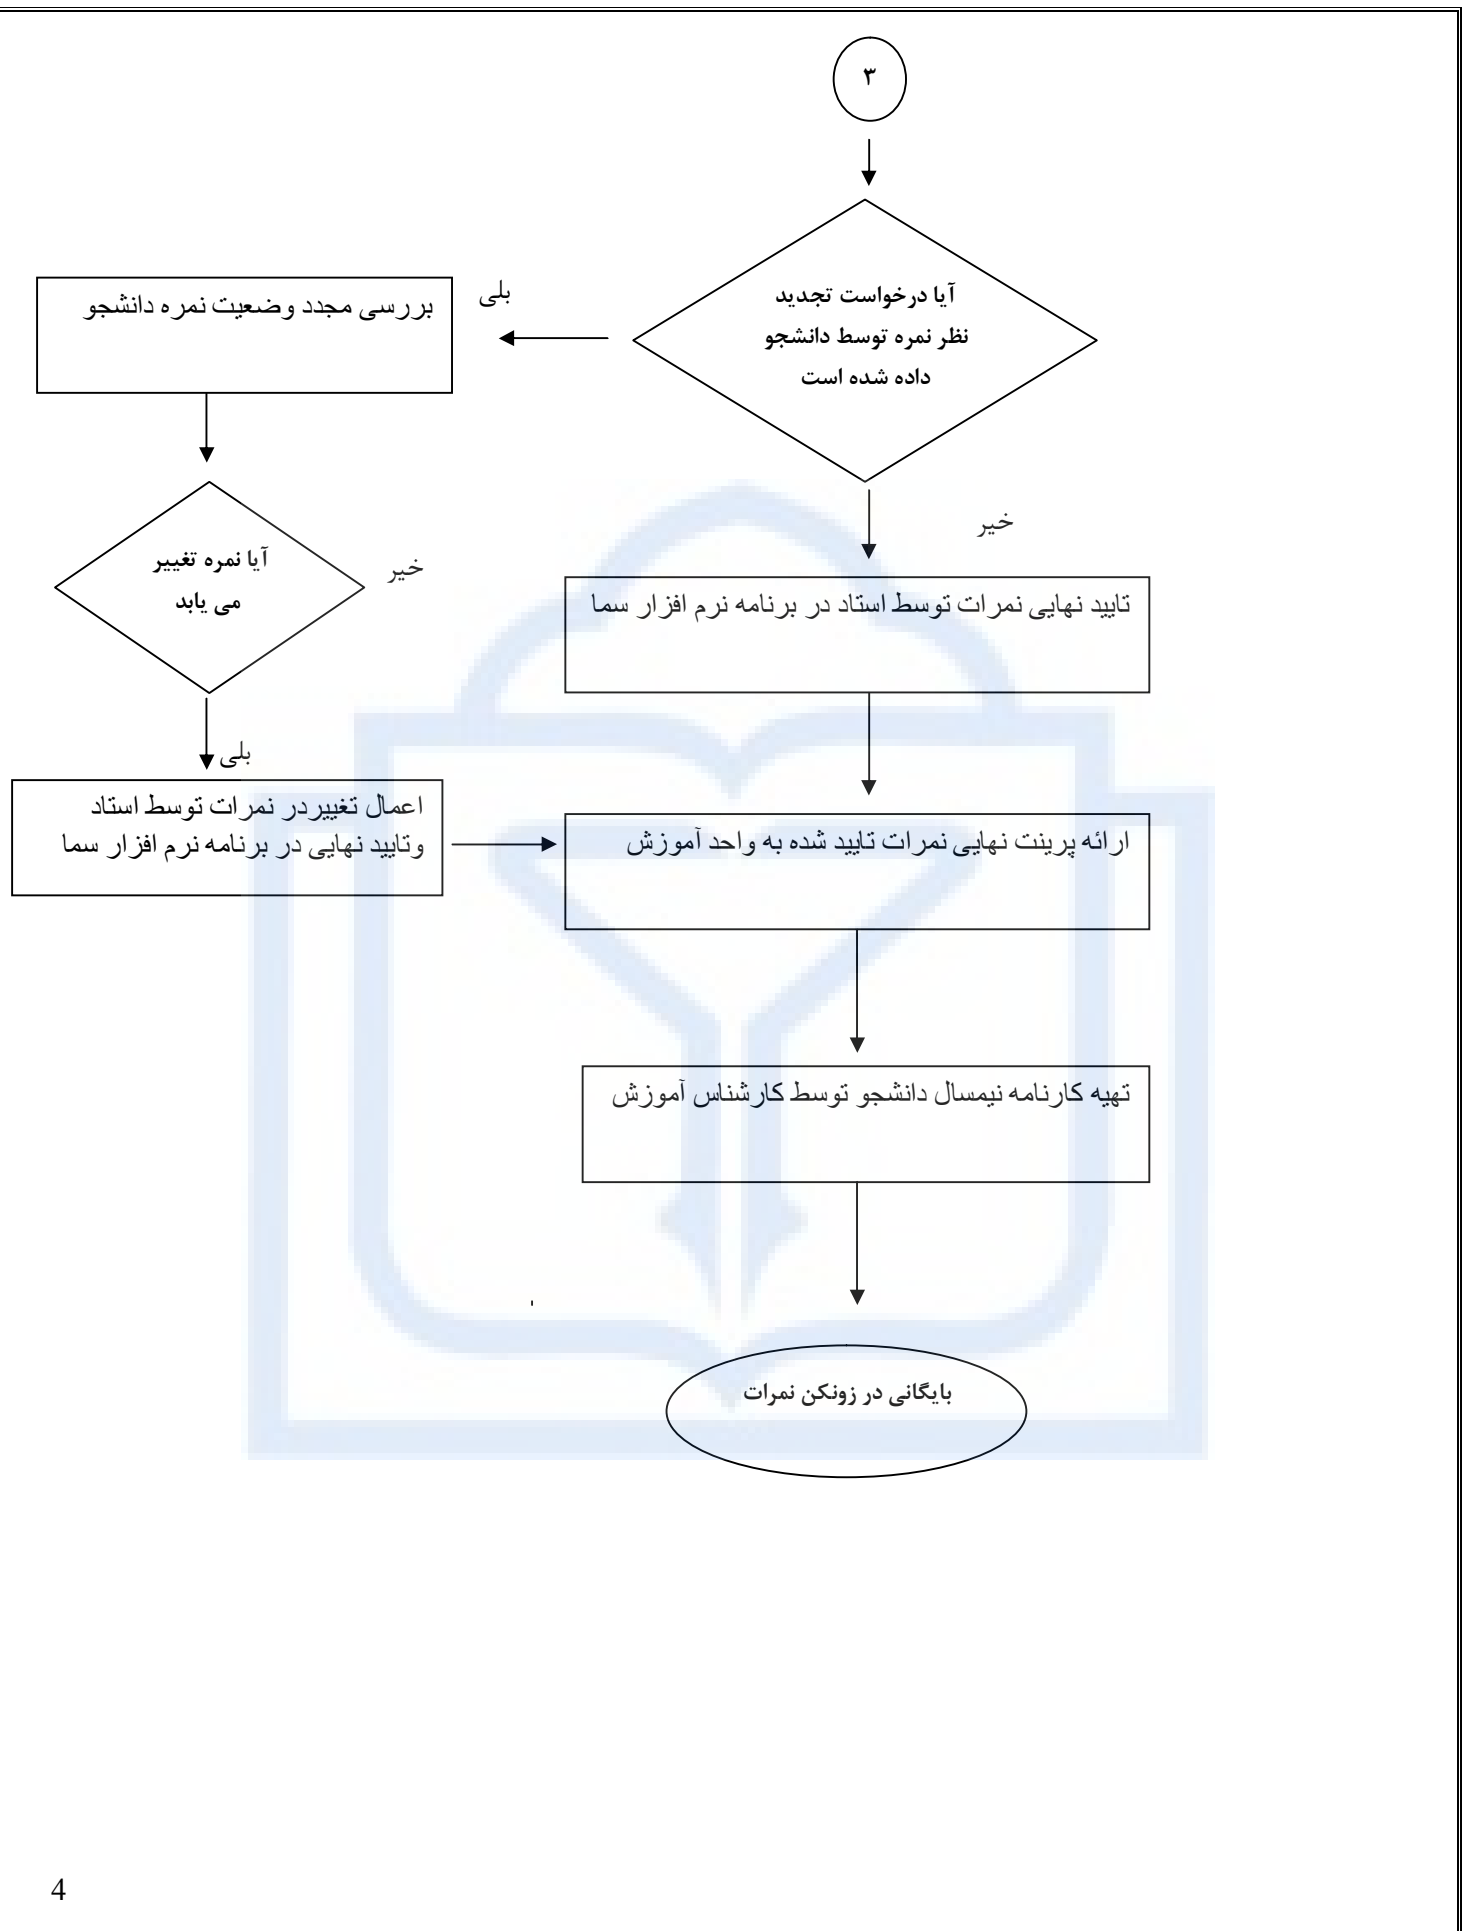 ۳
آیا درخواست تجدید
نظر نمره توسط دانشجو
داده شده است
بلی
بررسی مجدد وضعیت نمره دانشجو
خیر
آیا نمره تغییر
می یابد
خیر
تایید نهایی نمرات توسط استاد در برنامه نرم افزار سما
بلی
اعمال تغییردر نمرات توسط استاد
وتایید نهایی در برنامه نرم افزار سما
ارائه پرینت نهایی نمرات تایید شده به واحد آموزش
تهیه کارنامه نیمسال دانشجو توسط کارشناس آموزش
بایگانی در زونکن نمرات
4